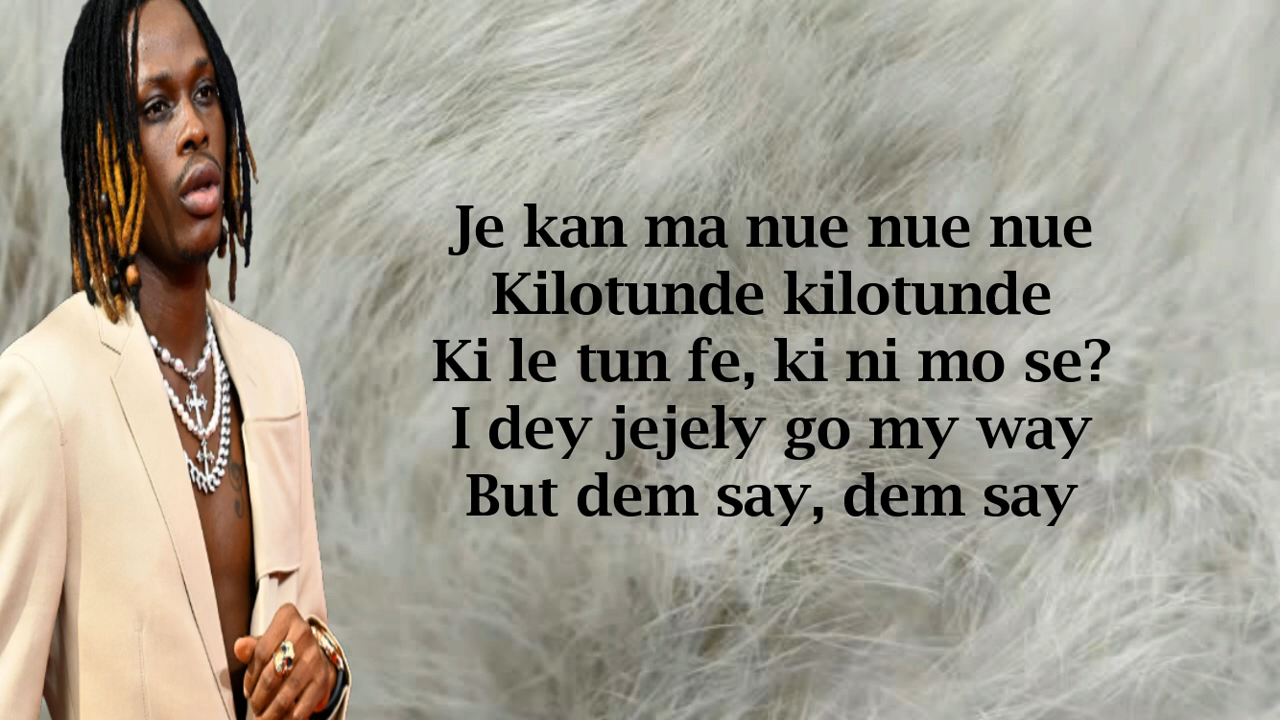 Je kan ma nue nue nue
Kilotunde kilotunde
Ki le tun fe, ki ni mo se?
I dey jejely go my way
But dem say, dem say